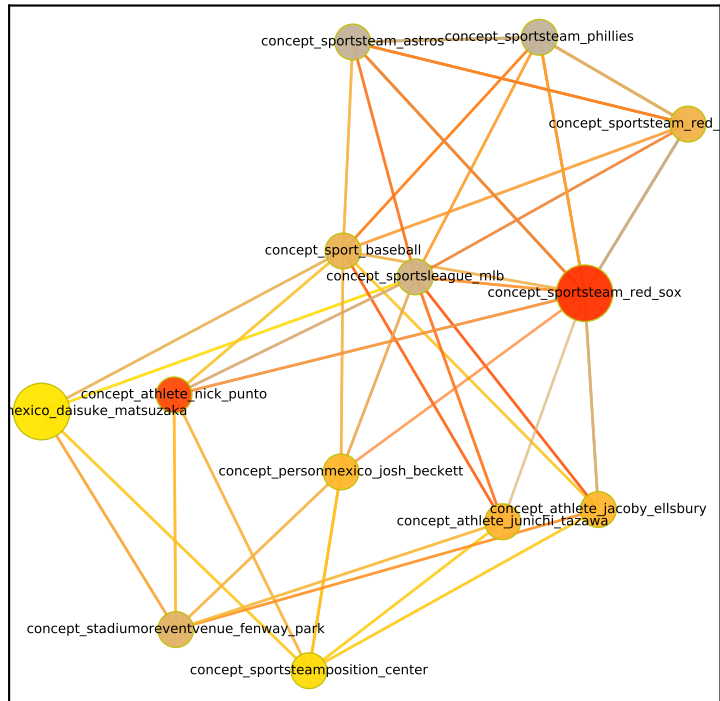 concept_sportsteam_astros
concept_sportsteam_phillies
concept_sportsteam_red_
concept_sport_baseball
concept_sportsleague_mlb
concept_sportsteam_red_sox
concept_athlete_nick_punto
mexico_daisuke_matsuzaka
concept_personmexico_josh_beckett
concept_athlete_jacoby_ellsbury
concept_athlete_junichi_tazawa
concept_stadiumoreventvenue_fenway_park
concept_sportsteamposition_center